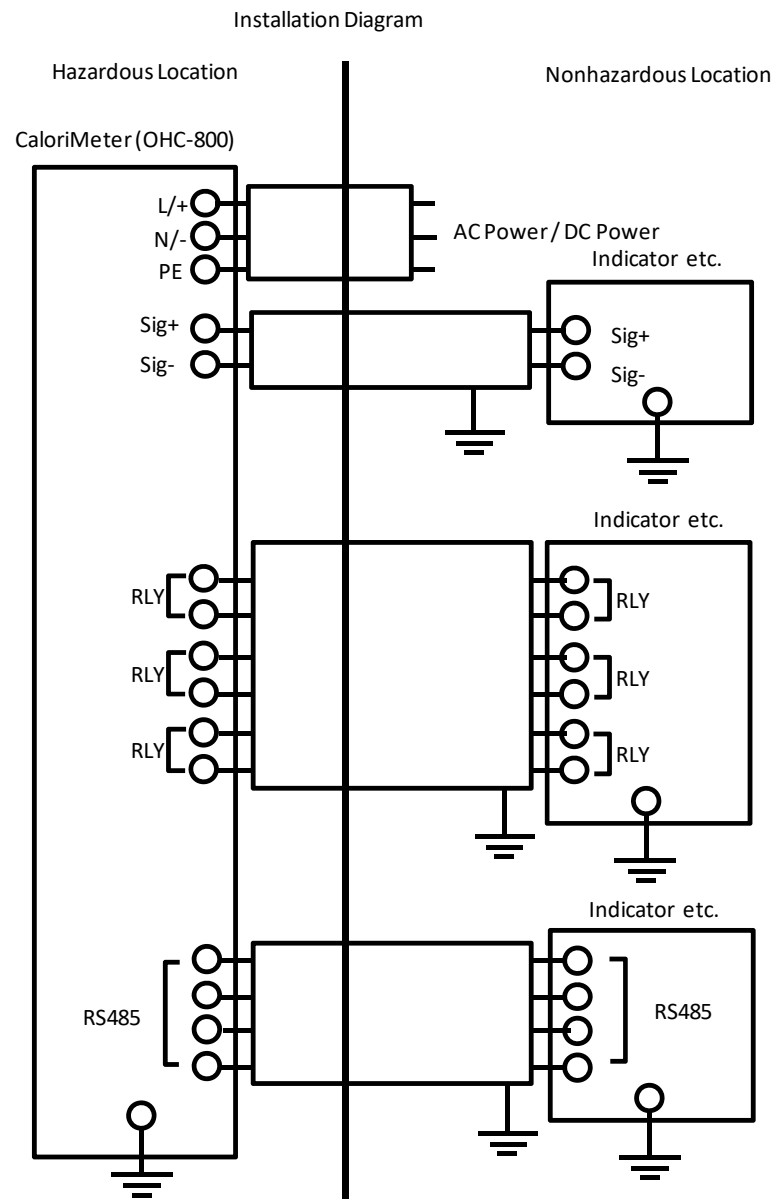 Installation Diagram
Hazardous Location
Nonhazardous Location
CaloriMeter (OHC-800)
L/+
N/-
PE
AC Power / DC Power
Indicator etc.
Sig+
Sig-
Sig+
Sig-
Indicator etc.
RLY
RLY
RLY
RLY
RLY
RLY
Indicator etc.
RS485
RS485